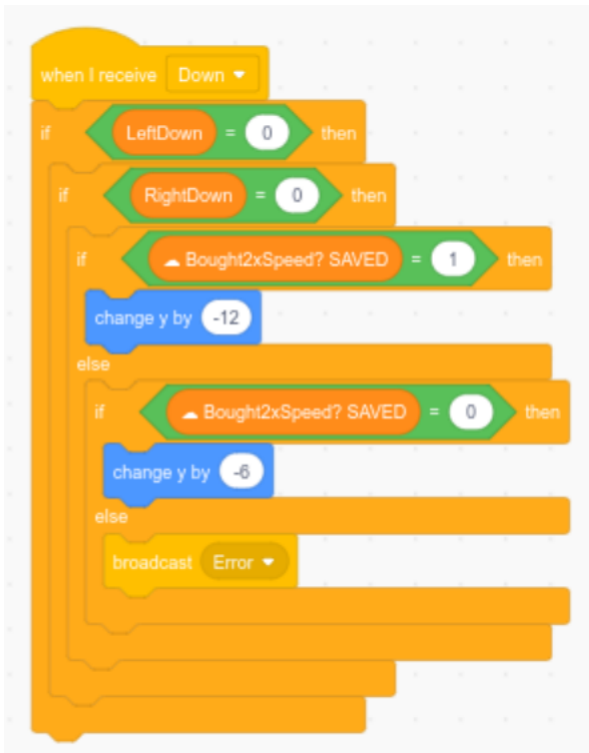 when I receive Down
if LeftDown = 0 then
if RightDown = 0 then
if Bought2xSpeed? SAVED = 1 then
change y by -12
else
if Bought2xSpeed? SAVED = 0 then
change y by -6
else
broadcast Error